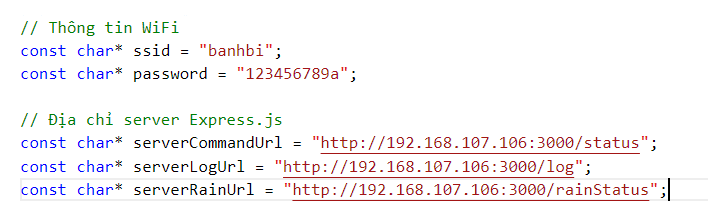 // Thông tin WiFi
const char* ssid = "banhbi";
const char* password = "123456789a";
// Địa chỉ server Express.js
const char* serverCommandUrl = "http://192.168.107.106:3000/status";
const char* serverLogUrl = "http://192.168.107.106:3000/log";
const char* serverRainUrl = "http://192.168.107.106:3000/rainStatus";